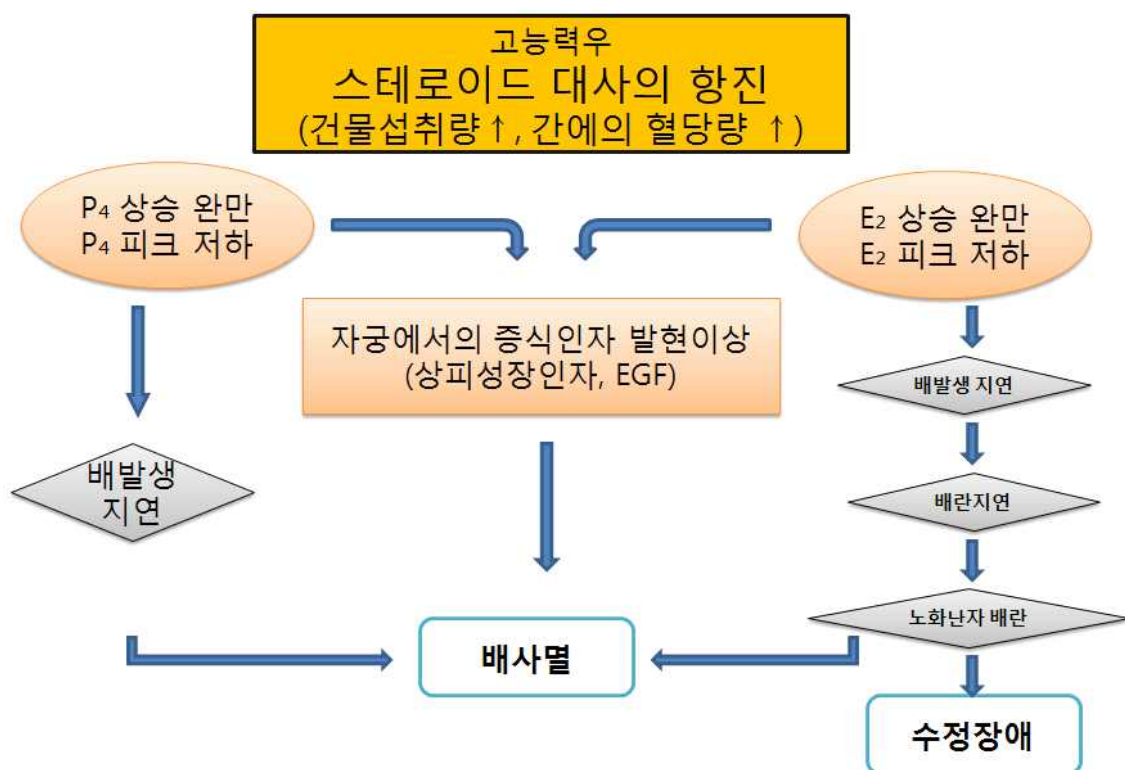 고능력우
스테로이드 대사의 항진
(건물섭취량↑, 간에의 혈당량 ↑)
P₄ 상승 완만
P₄ 피크 저하
E₂ 상승 완만
E₂ 피크 저하
자궁에서의 증식인자 발현이상
(상피성장인자, EGF)
배발생
지연
배발생 지연
배란지연
노화난자 배란
배사멸
수정장애